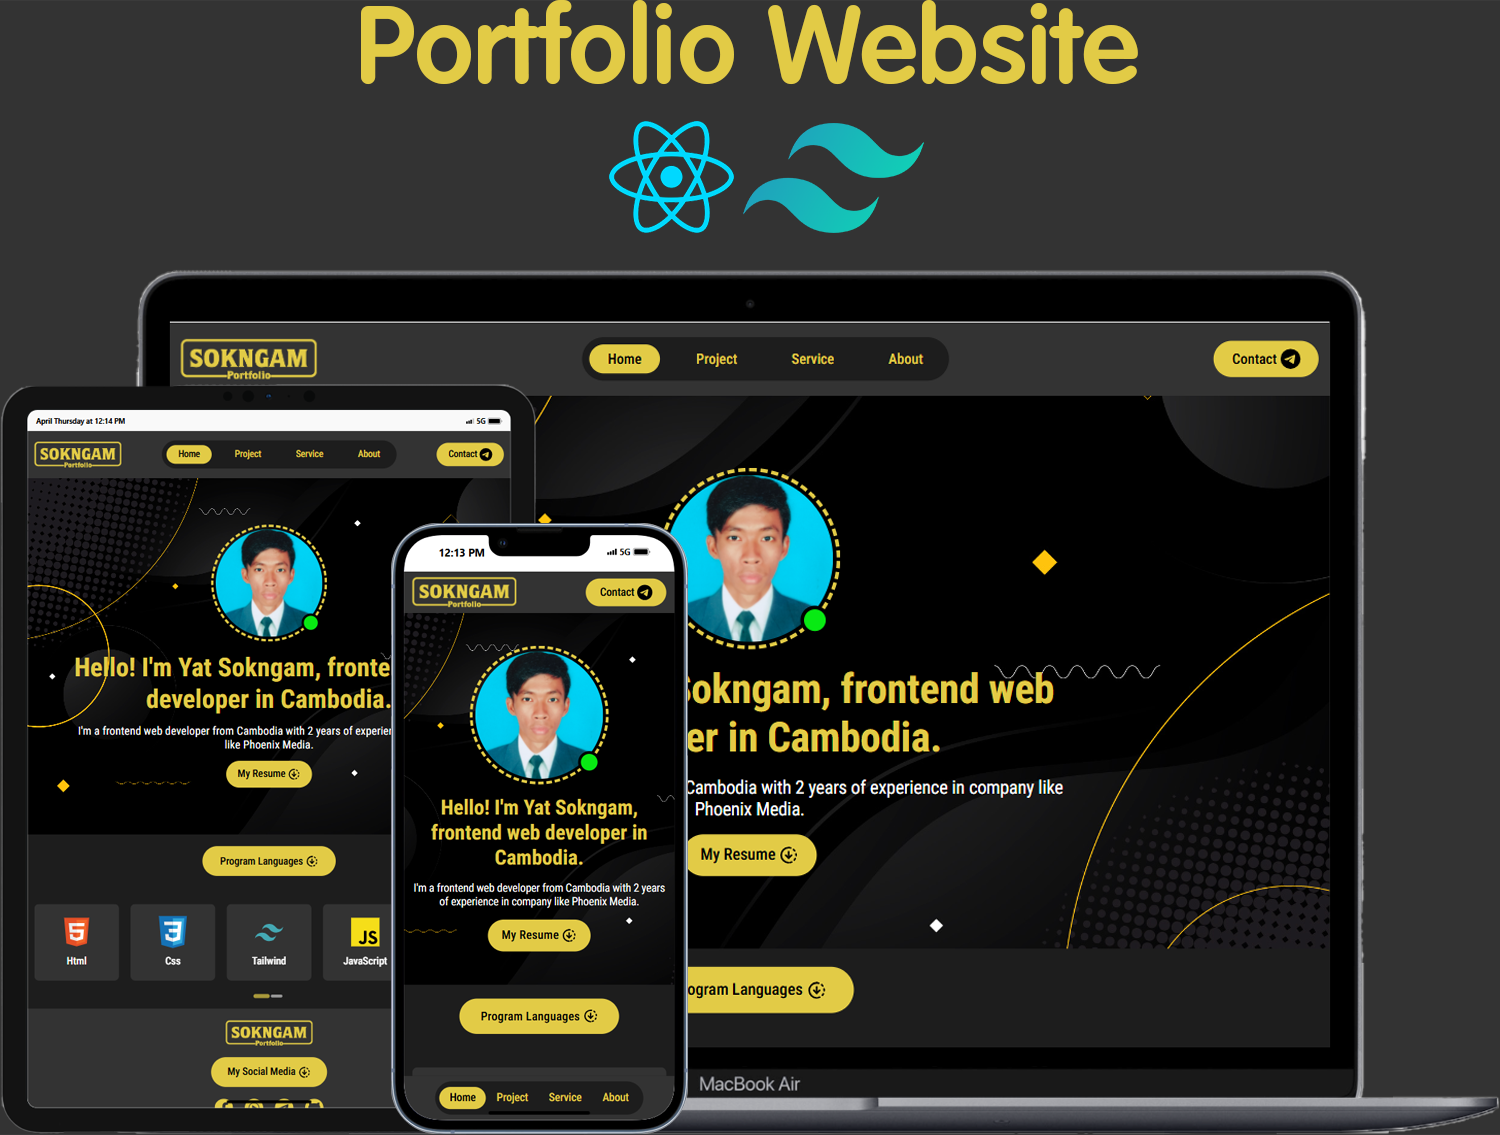 Portfolio Website
SOKNGAM
Portfolio
Home
Project
Service
About
Contact
Sokngam, frontend web
er in Cambodia.
Cambodia with 2 years of experience in company like
Phoenix Media.
My Resume
ogram Languages
MacBook Air
April Thursday at 12:14 PM
5G
SOKNGAM
Portfolio
Home
Project
Service
About
Contact
Hello! I'm Yat Sokngam, fronte
developer in Cambodia.
I'm a frontend web developer from Cambodia with 2 years of experien
like Phoenix Media.
My Resume
Program Languages
5
Html
3
Css
Tailwind
JS
JavaScript
SOKNGAM
Portfolio
My Social Media
12:13 PM
5G
SOKNGAM
Portfolio
Contact
Hello! I'm Yat Sokngam,
frontend web developer in
Cambodia.
I'm a frontend web developer from Cambodia with 2 years
of experience in company like Phoenix Media.
My Resume
Program Languages
Home
Project
Service
About